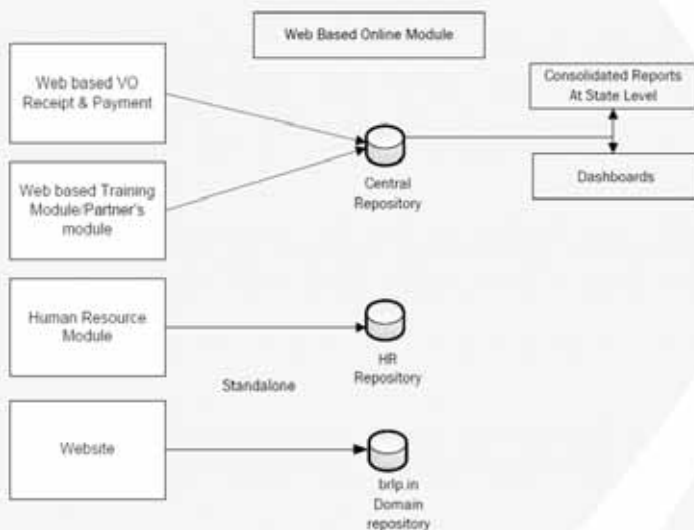 Web Based Online Module
Web based VO
Receipt & Payment
Consolidated Reports
At State Level
Central
Repository
Web based Training
Module/Partner's
module
Dashboards
Human Resource
Module
HR
Repository
Standalone
Website
brlp.in
Domain
repository